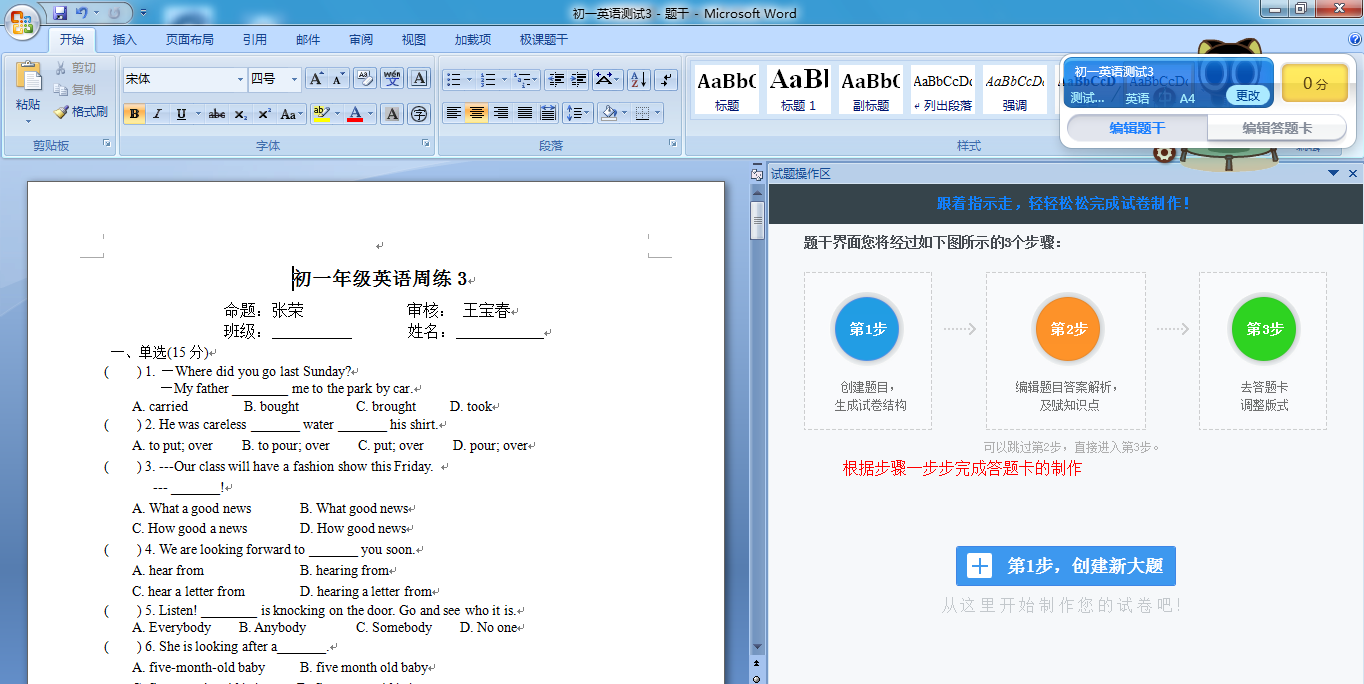 初一英语测试3 - 题干 - Microsoft Word
开始 插入 页面布局 引用 邮件 审阅 视图 加载项 极课题干
粘贴 剪切
复制
格式刷
剪贴板
宋体 四号
字体
段落
AaBbC 标题
AaBl 标题 1
AaBbC 副标题
AaBbCcDc 列出段落
AaBbCcDc 强调
样式
初一英语测试3
测试... 英语 中 A4 更改
0 分
编辑题干 编辑答题卡
初一年级英语周练 3
命题：张荣 审核： 王宝春
班级：__________ 姓名：___________
一、单选(15 分)
( ) 1. —Where did you go last Sunday?
—My father ________ me to the park by car.
A. carried B. bought C. brought D. took
( ) 2. He was careless _______ water _______ his shirt.
A. to put; over B. to pour; over C. put; over D. pour; over
( ) 3. ---Our class will have a fashion show this Friday.
--- _______!
A. What a good news B. What good news
C. How good a news D. How good news
( ) 4. We are looking forward to _______ you soon.
A. hear from B. hearing from
C. hear a letter from D. hearing a letter from
( ) 5. Listen! ________ is knocking on the door. Go and see who it is.
A. Everybody B. Anybody C. Somebody D. No one
( ) 6. She is looking after a_______.
A. five-month-old baby B. five month old baby
试题操作区
跟着指示走，轻轻松松完成试卷制作！
题干界面您将经过如下图所示的3个步骤：
第1步 第2步 第3步
创建题目，
生成试卷结构
编辑题目答案解析，
及赋知识点
去答题卡
调整版式
可以跳过第2步，直接进入第3步。
根据步骤一步步完成答题卡的制作
第1步，创建新大题
从这里开始制作您的试卷吧！